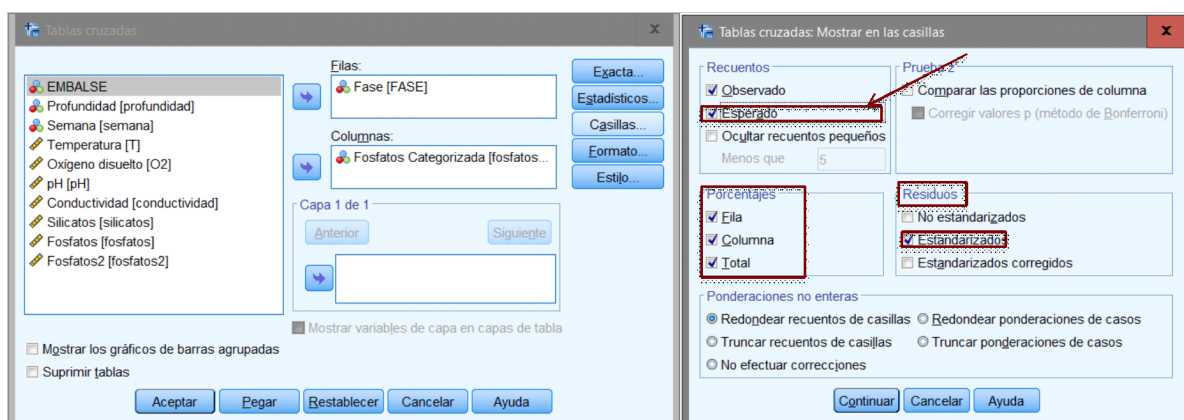 Tablas cruzadas
x
EMBALSE
Profundidad [profundidad]
Semana [semana]
Temperatura [T]
Oxígeno disuelto [O2]
pH [pH]
Conductividad [conductividad]
Silicatos [silicatos]
Fosfatos [fosfatos]
Fosfatos2 [fosfatos2]
Filas:
Fase [FASE]
Columnas:
Fosfatos Categorizada [fosfatos...
Capa 1 de 1
Anterior
Siguiente
Mostrar variables de capa en capas de tabla
Exacta...
Estadísticos...
Casillas...
Formato...
Estilo...
Mostrar los gráficos de barras agrupadas
Suprimir tablas
Aceptar
Pegar
Restablecer
Cancelar
Ayuda
Tablas cruzadas: Mostrar en las casillas
x
Recuentos
Observado
Esperado
Ocultar recuentos pequeños
Menos que 5
Prueba z
Comparar las proporciones de columna
Corregir valores p (método de Bonferroni)
Porcentajes
Fila
Columna
Total
Residuos
No estandarizados
Estandarizados
Estandarizados corregidos
Ponderaciones no enteras
Redondear recuentos de casillas
Redondear ponderaciones de casos
Truncar recuentos de casillas
Truncar ponderaciones de casos
No efectuar correcciones
Continuar
Cancelar
Ayuda